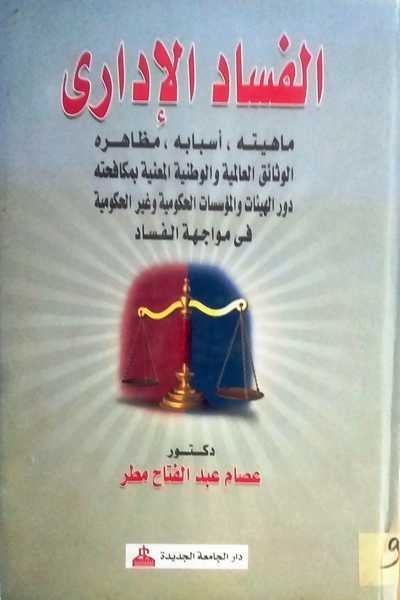 الفساد الإدارى
ماهيته ، أسبابه ، مظاهره
الوثائق العالمية والوطنية المعنية بمكافحته
دور الهيئات والمؤسسات الحكومية وغير الحكومية
فى مواجهة الفساد
دكتور
عصام عبد الفتاح مطر
دار الجامعة الجديدة
و